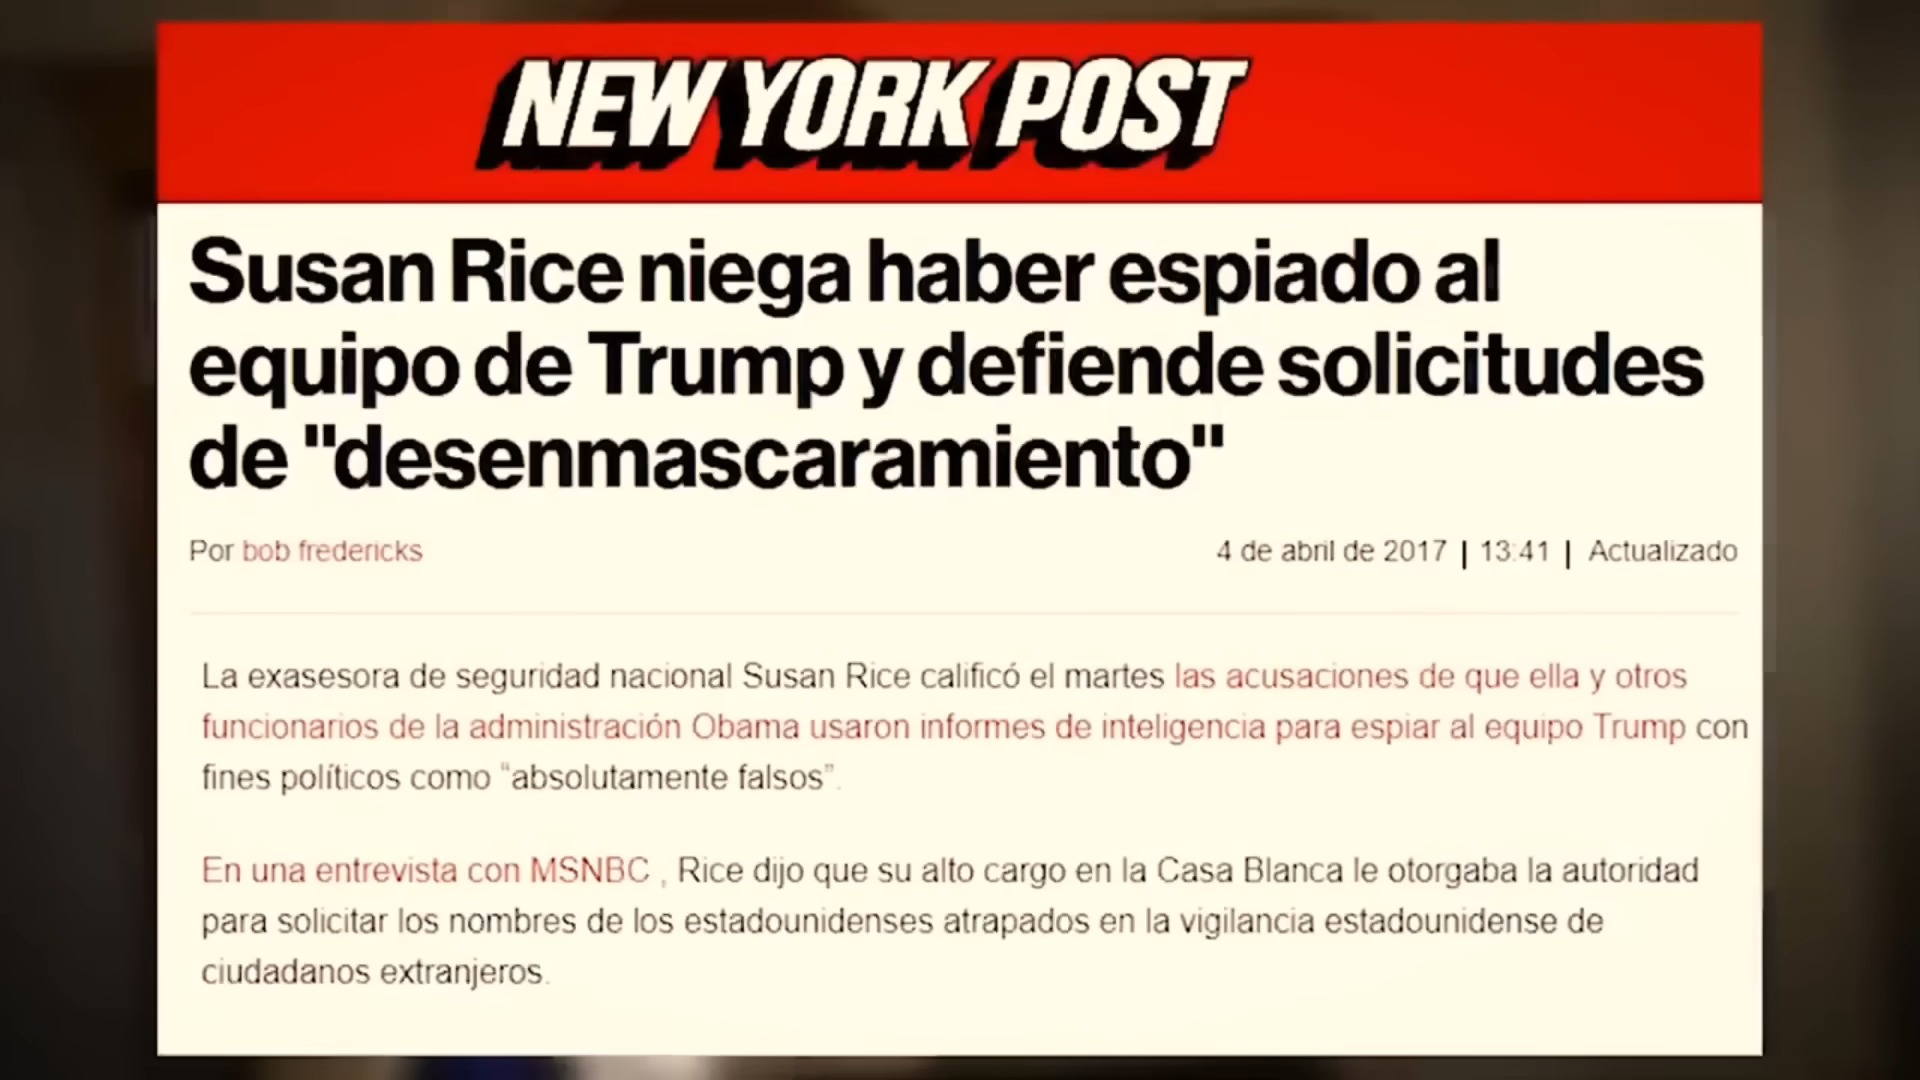 NEW YORK POST
Susan Rice niega haber espiado al
equipo de Trump y defiende solicitudes
de "desenmascaramiento"
Por bob fredericks
4 de abril de 2017 | 13:41 | Actualizado
La exasesora de seguridad nacional Susan Rice calificó el martes las acusaciones de que ella y otros
funcionarios de la administración Obama usaron informes de inteligencia para espiar al equipo Trump con
fines políticos como “absolutamente falsos”.
En una entrevista con MSNBC , Rice dijo que su alto cargo en la Casa Blanca le otorgaba la autoridad
para solicitar los nombres de los estadounidenses atrapados en la vigilancia estadounidense de
ciudadanos extranjeros.